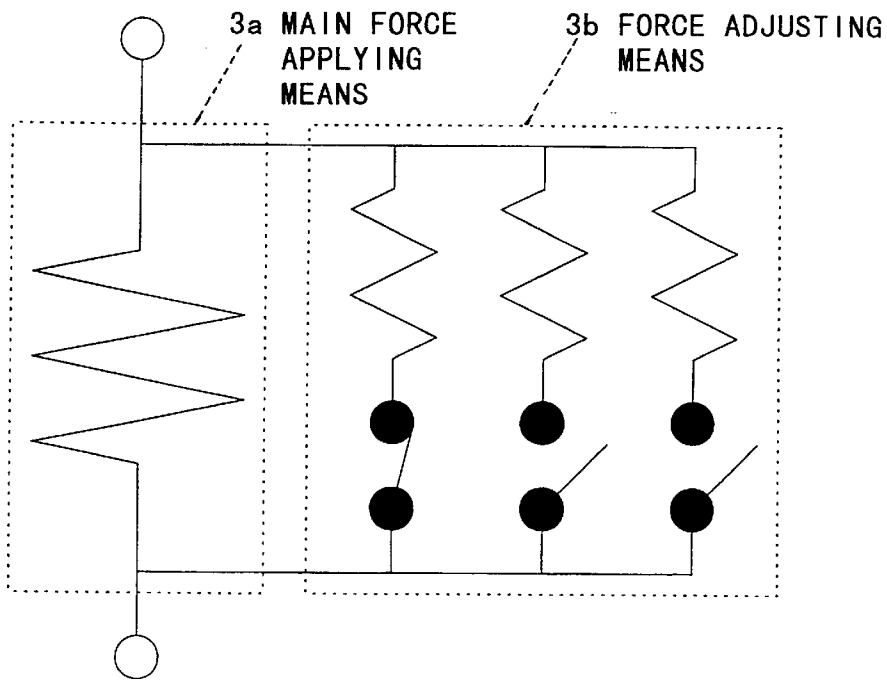 3a MAIN FORCE
APPLYING
MEANS
3b FORCE ADJUSTING
MEANS